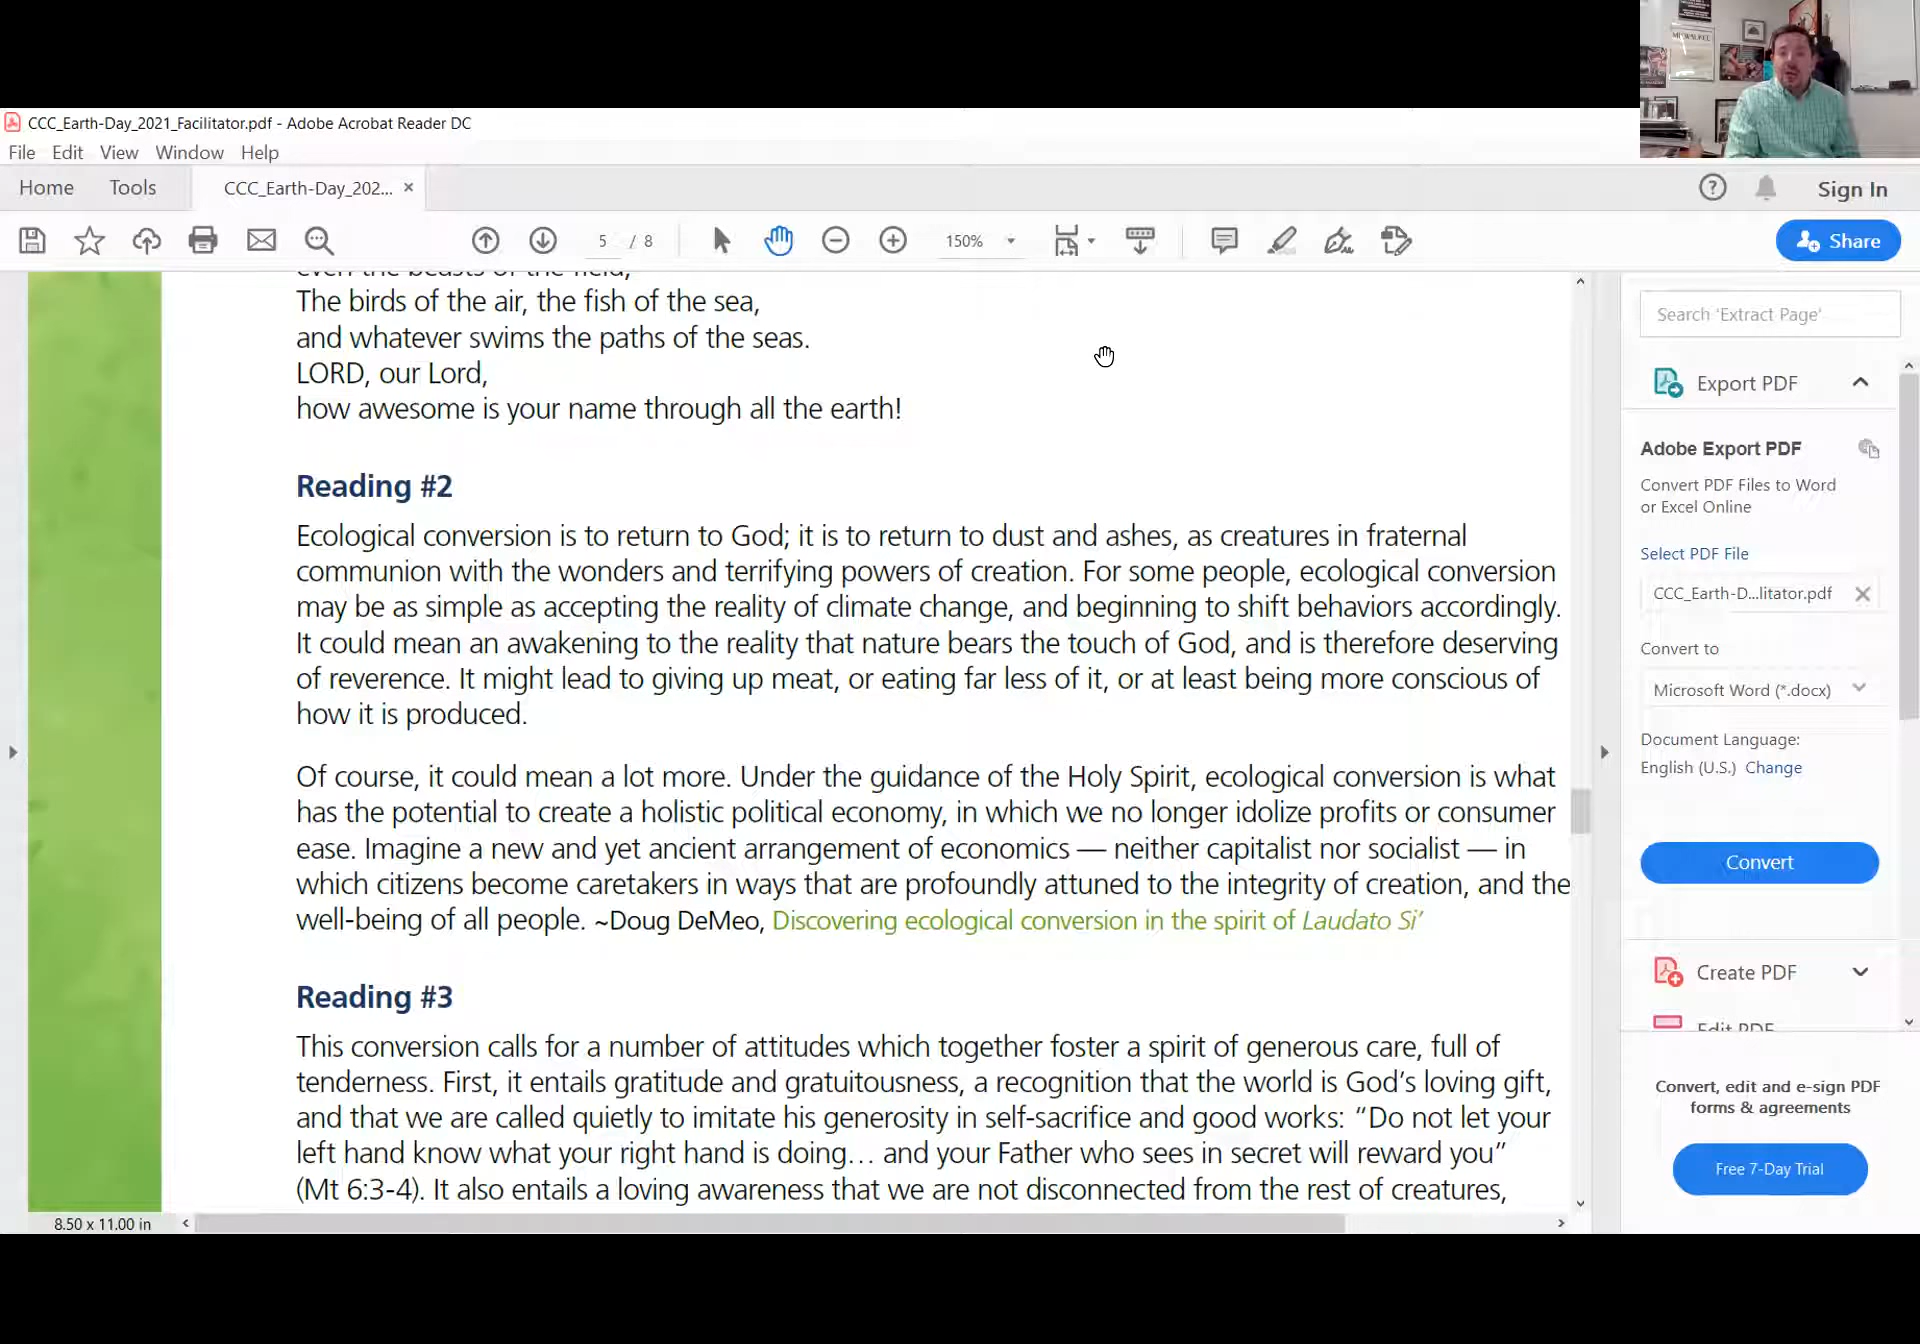 MILWAUKEE
CCC_Earth-Day_2021_Facilitator.pdf - Adobe Acrobat Reader DC
File Edit View Window Help
Home Tools CCC_Earth-Day_202... × Sign In
5 / 8 150% Share
even the beasts of the field,
The birds of the air, the fish of the sea,
and whatever swims the paths of the seas.
LORD, our Lord,
how awesome is your name through all the earth!
Reading #2
Ecological conversion is to return to God; it is to return to dust and ashes, as creatures in fraternal
communion with the wonders and terrifying powers of creation. For some people, ecological conversion
may be as simple as accepting the reality of climate change, and beginning to shift behaviors accordingly.
It could mean an awakening to the reality that nature bears the touch of God, and is therefore deserving
of reverence. It might lead to giving up meat, or eating far less of it, or at least being more conscious of
how it is produced.
Of course, it could mean a lot more. Under the guidance of the Holy Spirit, ecological conversion is what
has the potential to create a holistic political economy, in which we no longer idolize profits or consumer
ease. Imagine a new and yet ancient arrangement of economics — neither capitalist nor socialist — in
which citizens become caretakers in ways that are profoundly attuned to the integrity of creation, and the
well-being of all people. ~Doug DeMeo, Discovering ecological conversion in the spirit of Laudato Si’
Reading #3
This conversion calls for a number of attitudes which together foster a spirit of generous care, full of
tenderness. First, it entails gratitude and gratuitousness, a recognition that the world is God’s loving gift,
and that we are called quietly to imitate his generosity in self-sacrifice and good works: “Do not let your
left hand know what your right hand is doing… and your Father who sees in secret will reward you”
(Mt 6:3-4). It also entails a loving awareness that we are not disconnected from the rest of creatures,
8.50 x 11.00 in
Search 'Extract Page'
Export PDF
Adobe Export PDF
Convert PDF Files to Word
or Excel Online
Select PDF File
CCC_Earth-D...litator.pdf
Convert to
Microsoft Word (*.docx)
Document Language:
English (U.S.) Change
Convert
Create PDF
Edit PDF
Convert, edit and e-sign PDF
forms & agreements
Free 7-Day Trial